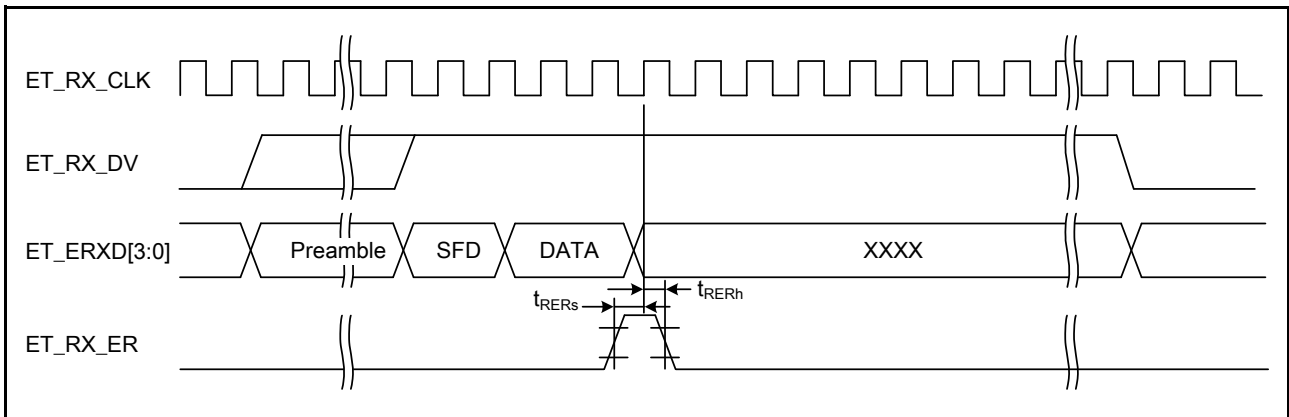 ET_RX_CLK
ET_RX_DV
ET_ERXD[3:0]
Preamble
SFD
DATA
XXXX
tRERs
tRERh
ET_RX_ER